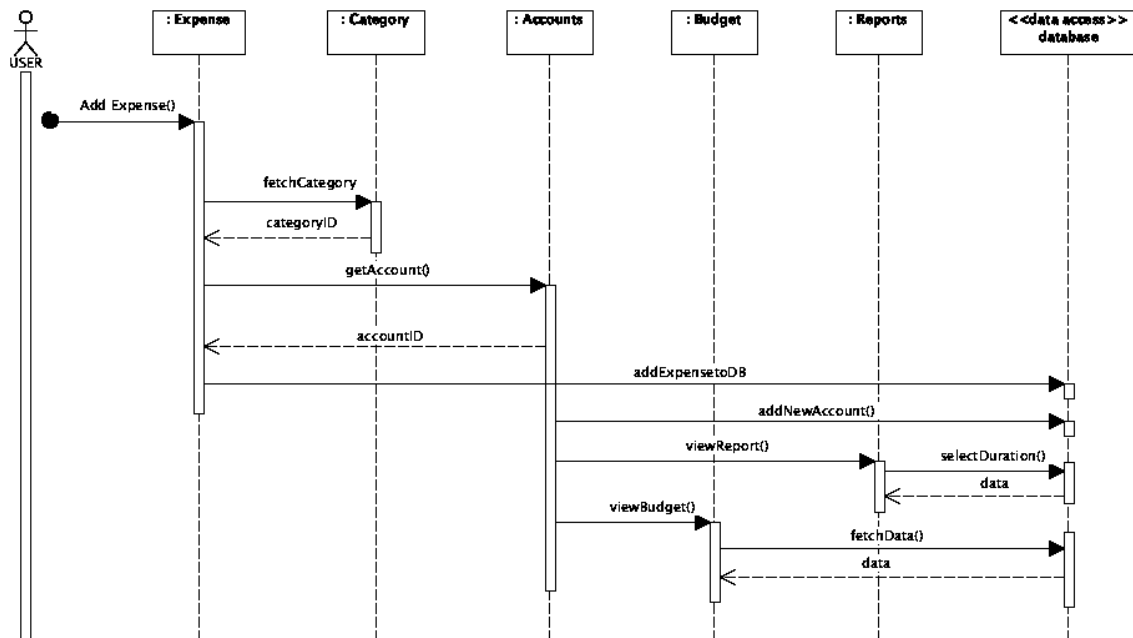 : Expense
: Category
: Accounts
: Budget
: Reports
<<data access>>
database
USER
Add Expense()
fetchCategory
categoryID
getAccount()
accountID
addExpensetoDB
addNewAccount()
viewReport()
selectDuration()
data
viewBudget()
fetchData()
data